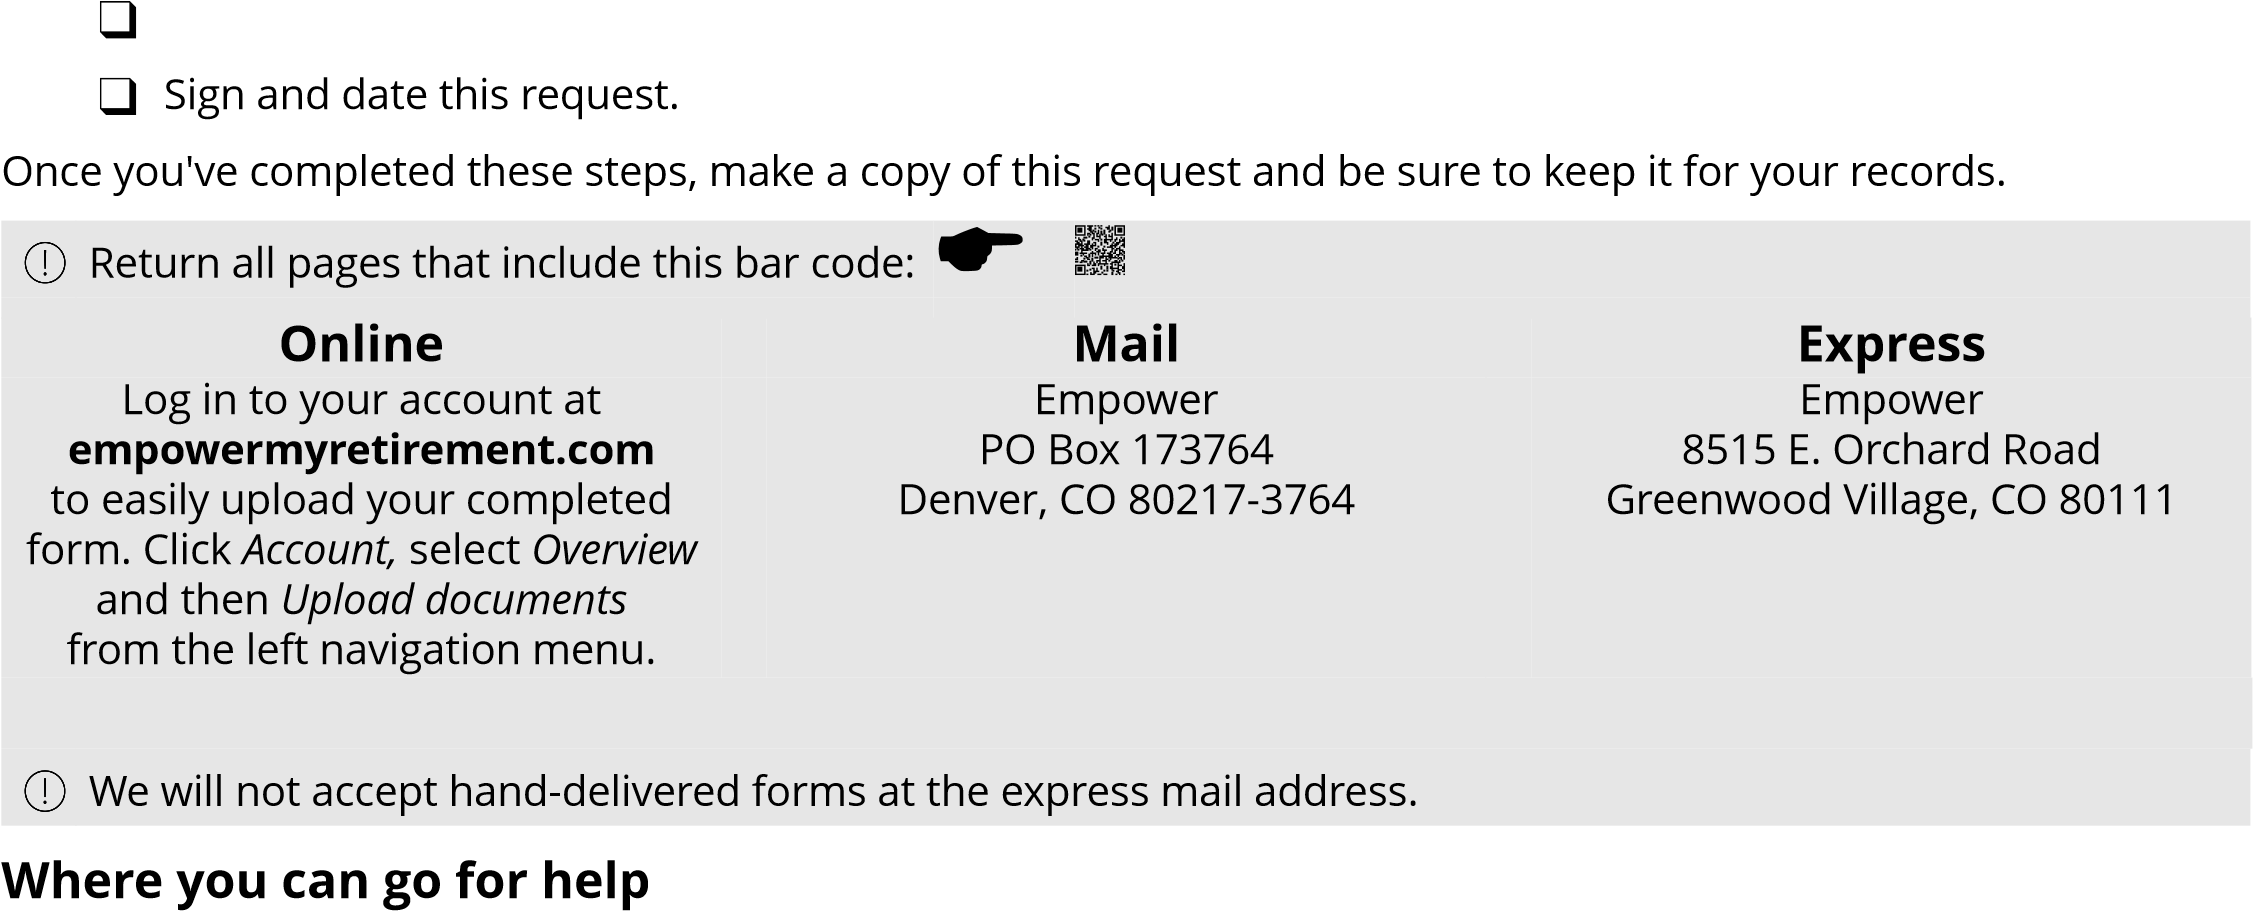 ❏
❏ Sign and date this request.
Once you've completed these steps, make a copy of this request and be sure to keep it for your records.
! Return all pages that include this bar code:
Online
Log in to your account at
empowermyretirement.com
to easily upload your completed
form. Click Account, select Overview
and then Upload documents
from the left navigation menu.
Mail
Empower
PO Box 173764
Denver, CO 80217-3764
Express
Empower
8515 E. Orchard Road
Greenwood Village, CO 80111
! We will not accept hand-delivered forms at the express mail address.
Where you can go for help